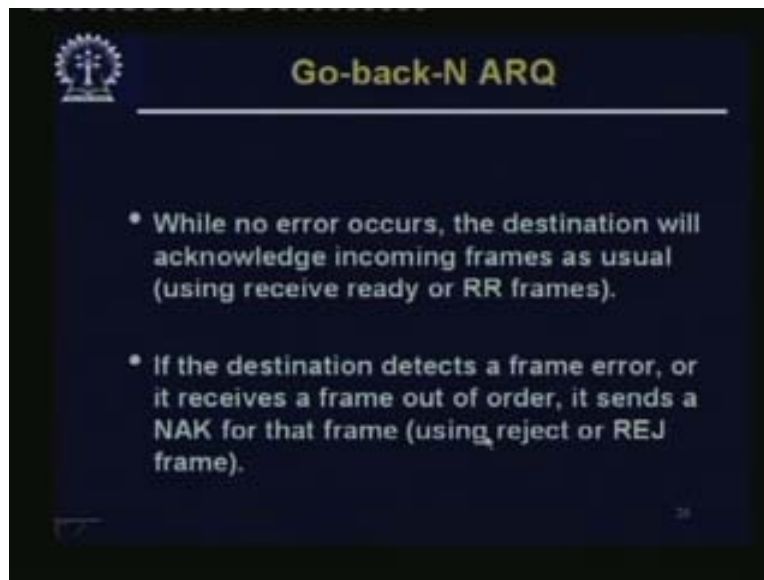 Go-back-N ARQ
• While no error occurs, the destination will
acknowledge incoming frames as usual
(using receive ready or RR frames).
• If the destination detects a frame error, or
it receives a frame out of order, it sends a
NAK for that frame (using reject or REJ
frame).